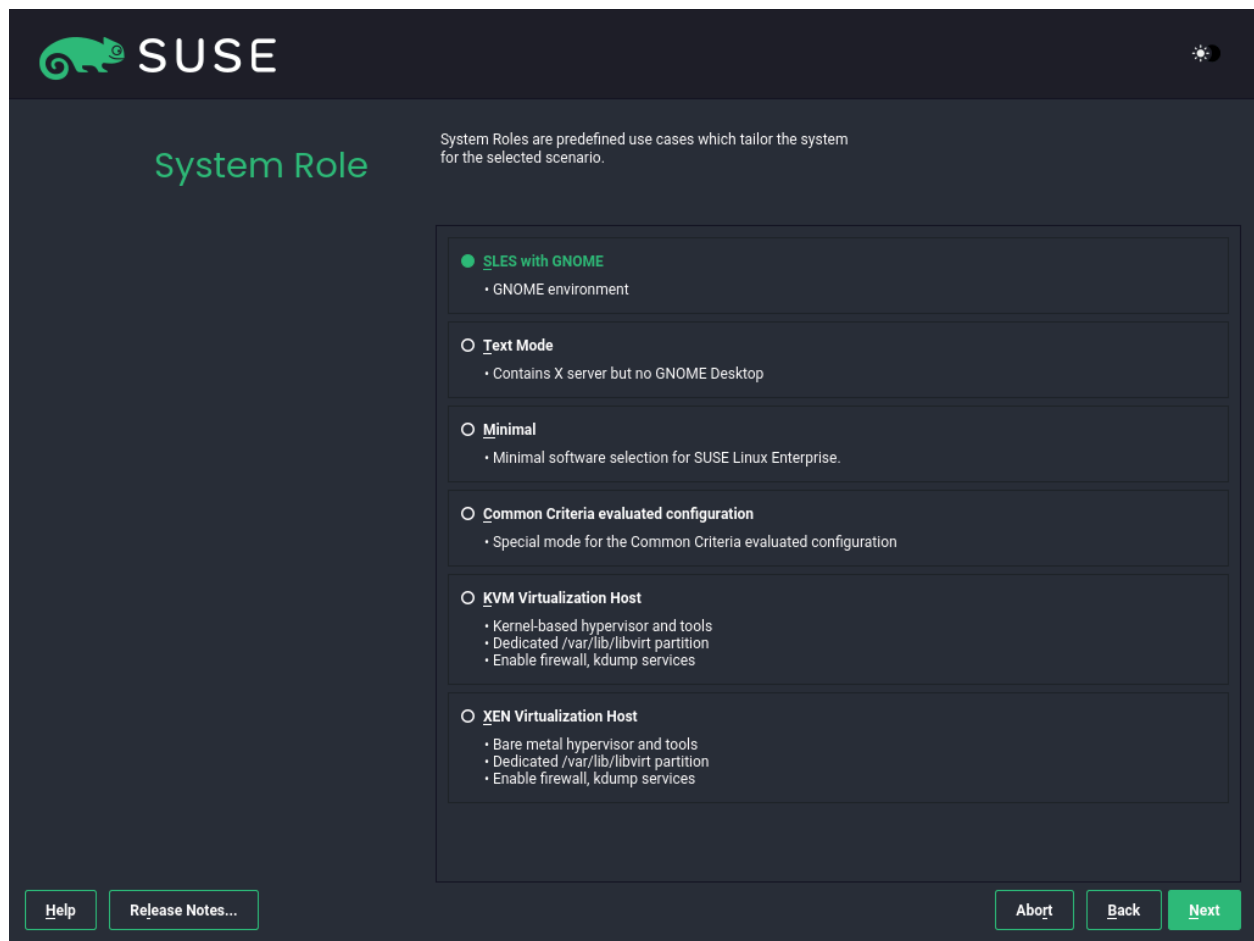 SUSE
System Role
System Roles are predefined use cases which tailor the system
for the selected scenario.
SLES with GNOME
• GNOME environment
Text Mode
• Contains X server but no GNOME Desktop
Minimal
• Minimal software selection for SUSE Linux Enterprise.
Common Criteria evaluated configuration
• Special mode for the Common Criteria evaluated configuration
KVM Virtualization Host
• Kernel-based hypervisor and tools
• Dedicated /var/lib/libvirt partition
• Enable firewall, kdump services
XEN Virtualization Host
• Bare metal hypervisor and tools
• Dedicated /var/lib/libvirt partition
• Enable firewall, kdump services
Help Release Notes... Abort Back Next